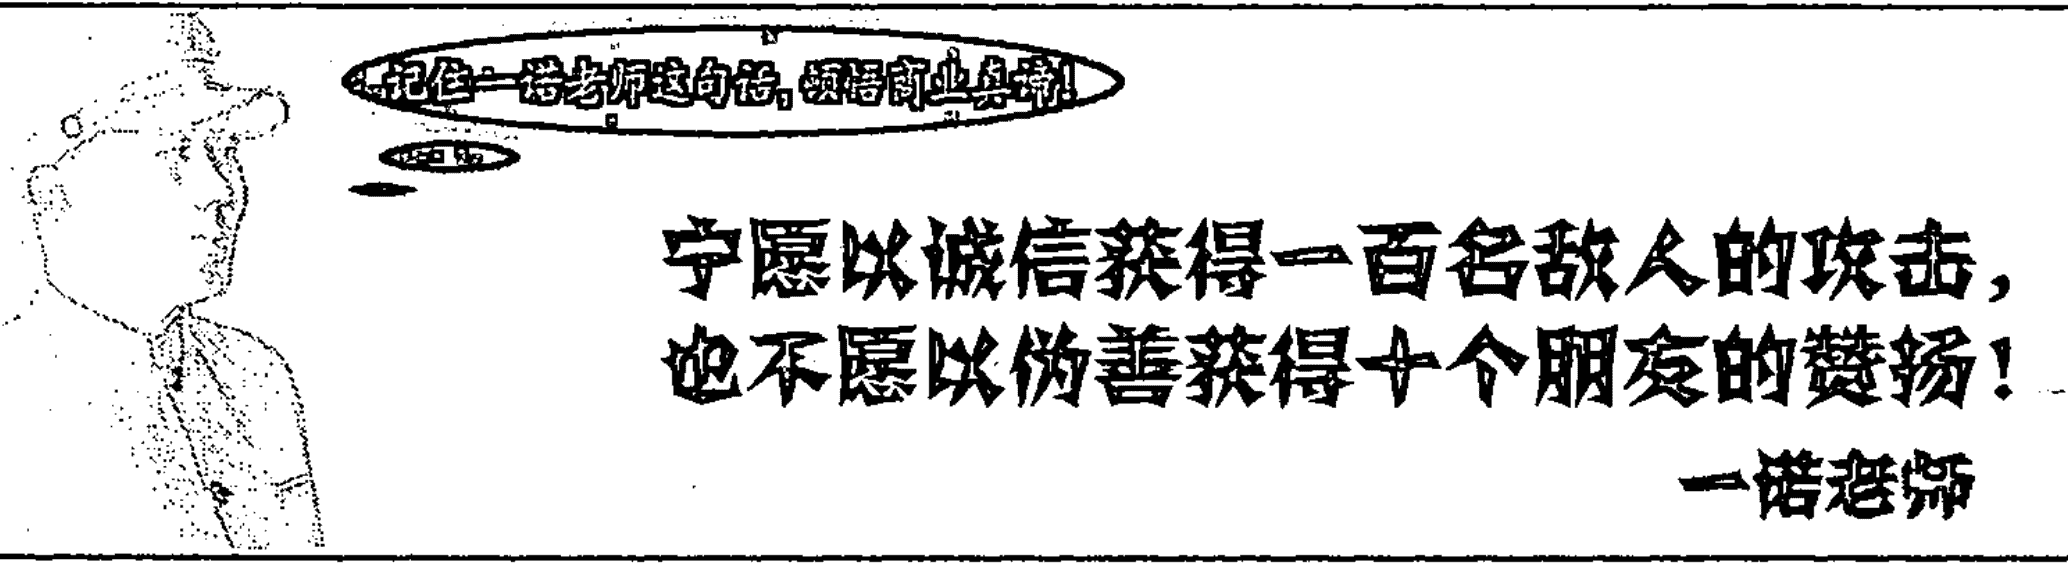 记住一诺老师这句话,领悟商业真谛!
宁愿以诚信获得一百名敌人的攻击,
也不愿以伪善获得十个朋友的赞扬!
一诺老师